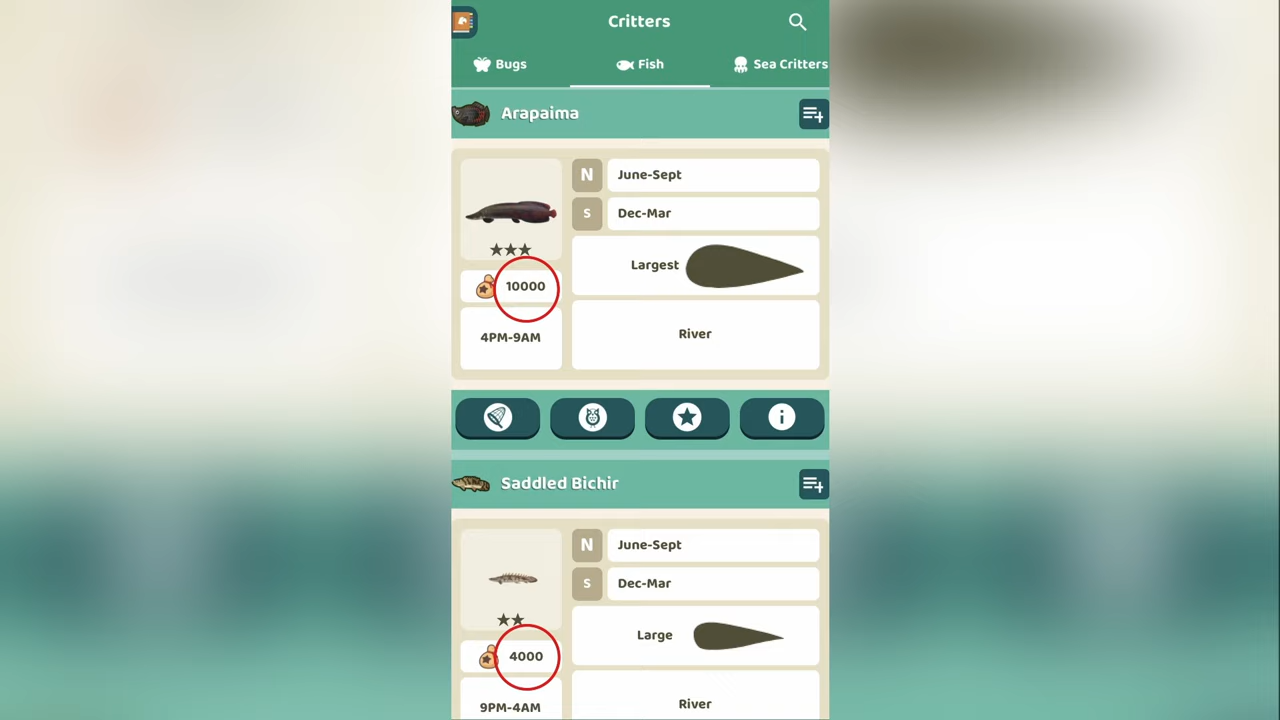 Critters
Bugs
Fish
Sea Critters
Arapaima
N
June-Sept
S
Dec-Mar
★★★
Largest
10000
4PM-9AM
River
Saddled Bichir
N
June-Sept
S
Dec-Mar
★★
Large
4000
9PM-4AM
River